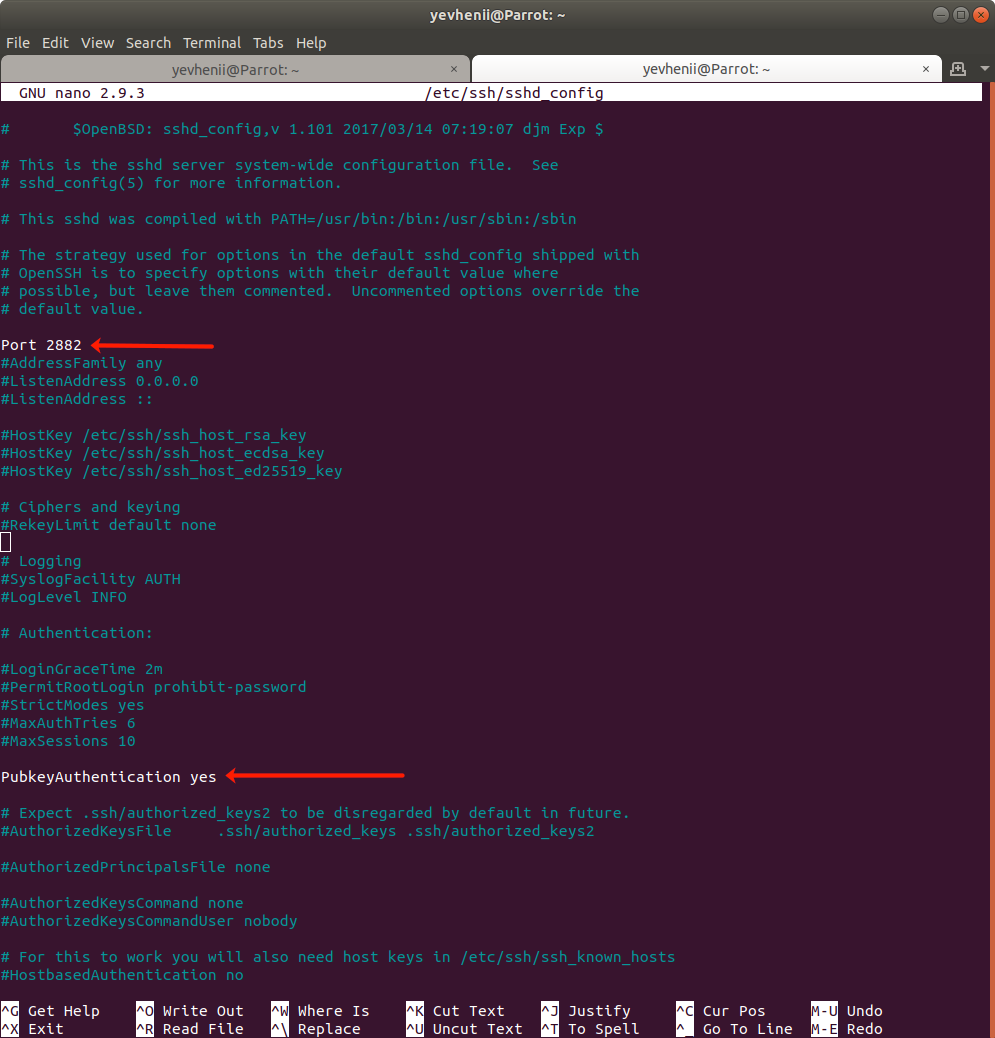 yevhenii@Parrot: ~
File Edit View Search Terminal Tabs Help
yevhenii@Parrot: ~ × yevhenii@Parrot: ~ ×
GNU nano 2.9.3 /etc/ssh/sshd_config
# $OpenBSD: sshd_config,v 1.101 2017/03/14 07:19:07 djm Exp $
# This is the sshd server system-wide configuration file.  See
# sshd_config(5) for more information.
# This sshd was compiled with PATH=/usr/bin:/bin:/usr/sbin:/sbin
# The strategy used for options in the default sshd_config shipped with
# OpenSSH is to specify options with their default value where
# possible, but leave them commented.  Uncommented options override the
# default value.
Port 2882
#AddressFamily any
#ListenAddress 0.0.0.0
#ListenAddress ::
#HostKey /etc/ssh/ssh_host_rsa_key
#HostKey /etc/ssh/ssh_host_ecdsa_key
#HostKey /etc/ssh/ssh_host_ed25519_key
# Ciphers and keying
#RekeyLimit default none
# Logging
#SyslogFacility AUTH
#LogLevel INFO
# Authentication:
#LoginGraceTime 2m
#PermitRootLogin prohibit-password
#StrictModes yes
#MaxAuthTries 6
#MaxSessions 10
PubkeyAuthentication yes
# Expect .ssh/authorized_keys2 to be disregarded by default in future.
#AuthorizedKeysFile .ssh/authorized_keys .ssh/authorized_keys2
#AuthorizedPrincipalsFile none
#AuthorizedKeysCommand none
#AuthorizedKeysCommandUser nobody
# For this to work you will also need host keys in /etc/ssh/ssh_known_hosts
#HostbasedAuthentication no
^G Get Help ^O Write Out ^W Where Is ^K Cut Text ^J Justify ^C Cur Pos M-U Undo
^X Exit ^R Read File ^\ Replace ^U Uncut Text ^T To Spell ^_ Go To Line M-E Redo